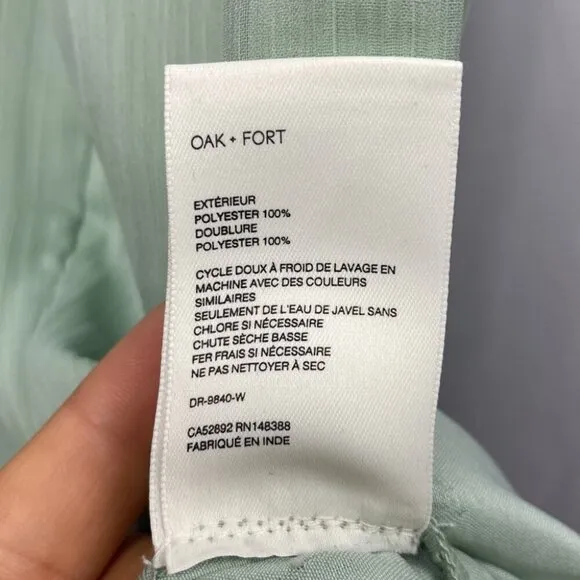 OAK + FORT
EXTÉRIEUR
POLYESTER 100%
DOUBLURE
POLYESTER 100%
CYCLE DOUX À FROID DE LAVAGE EN
MACHINE AVEC DES COULEURS
SIMILAIRES
SEULEMENT DE L'EAU DE JAVEL SANS
CHLORE SI NÉCESSAIRE
CHUTE SÈCHE BASSE
FER FRAIS SI NÉCESSAIRE
NE PAS NETTOYER À SEC
DR-9840-W
CA52692 RN148388
FABRIQUÉ EN INDE